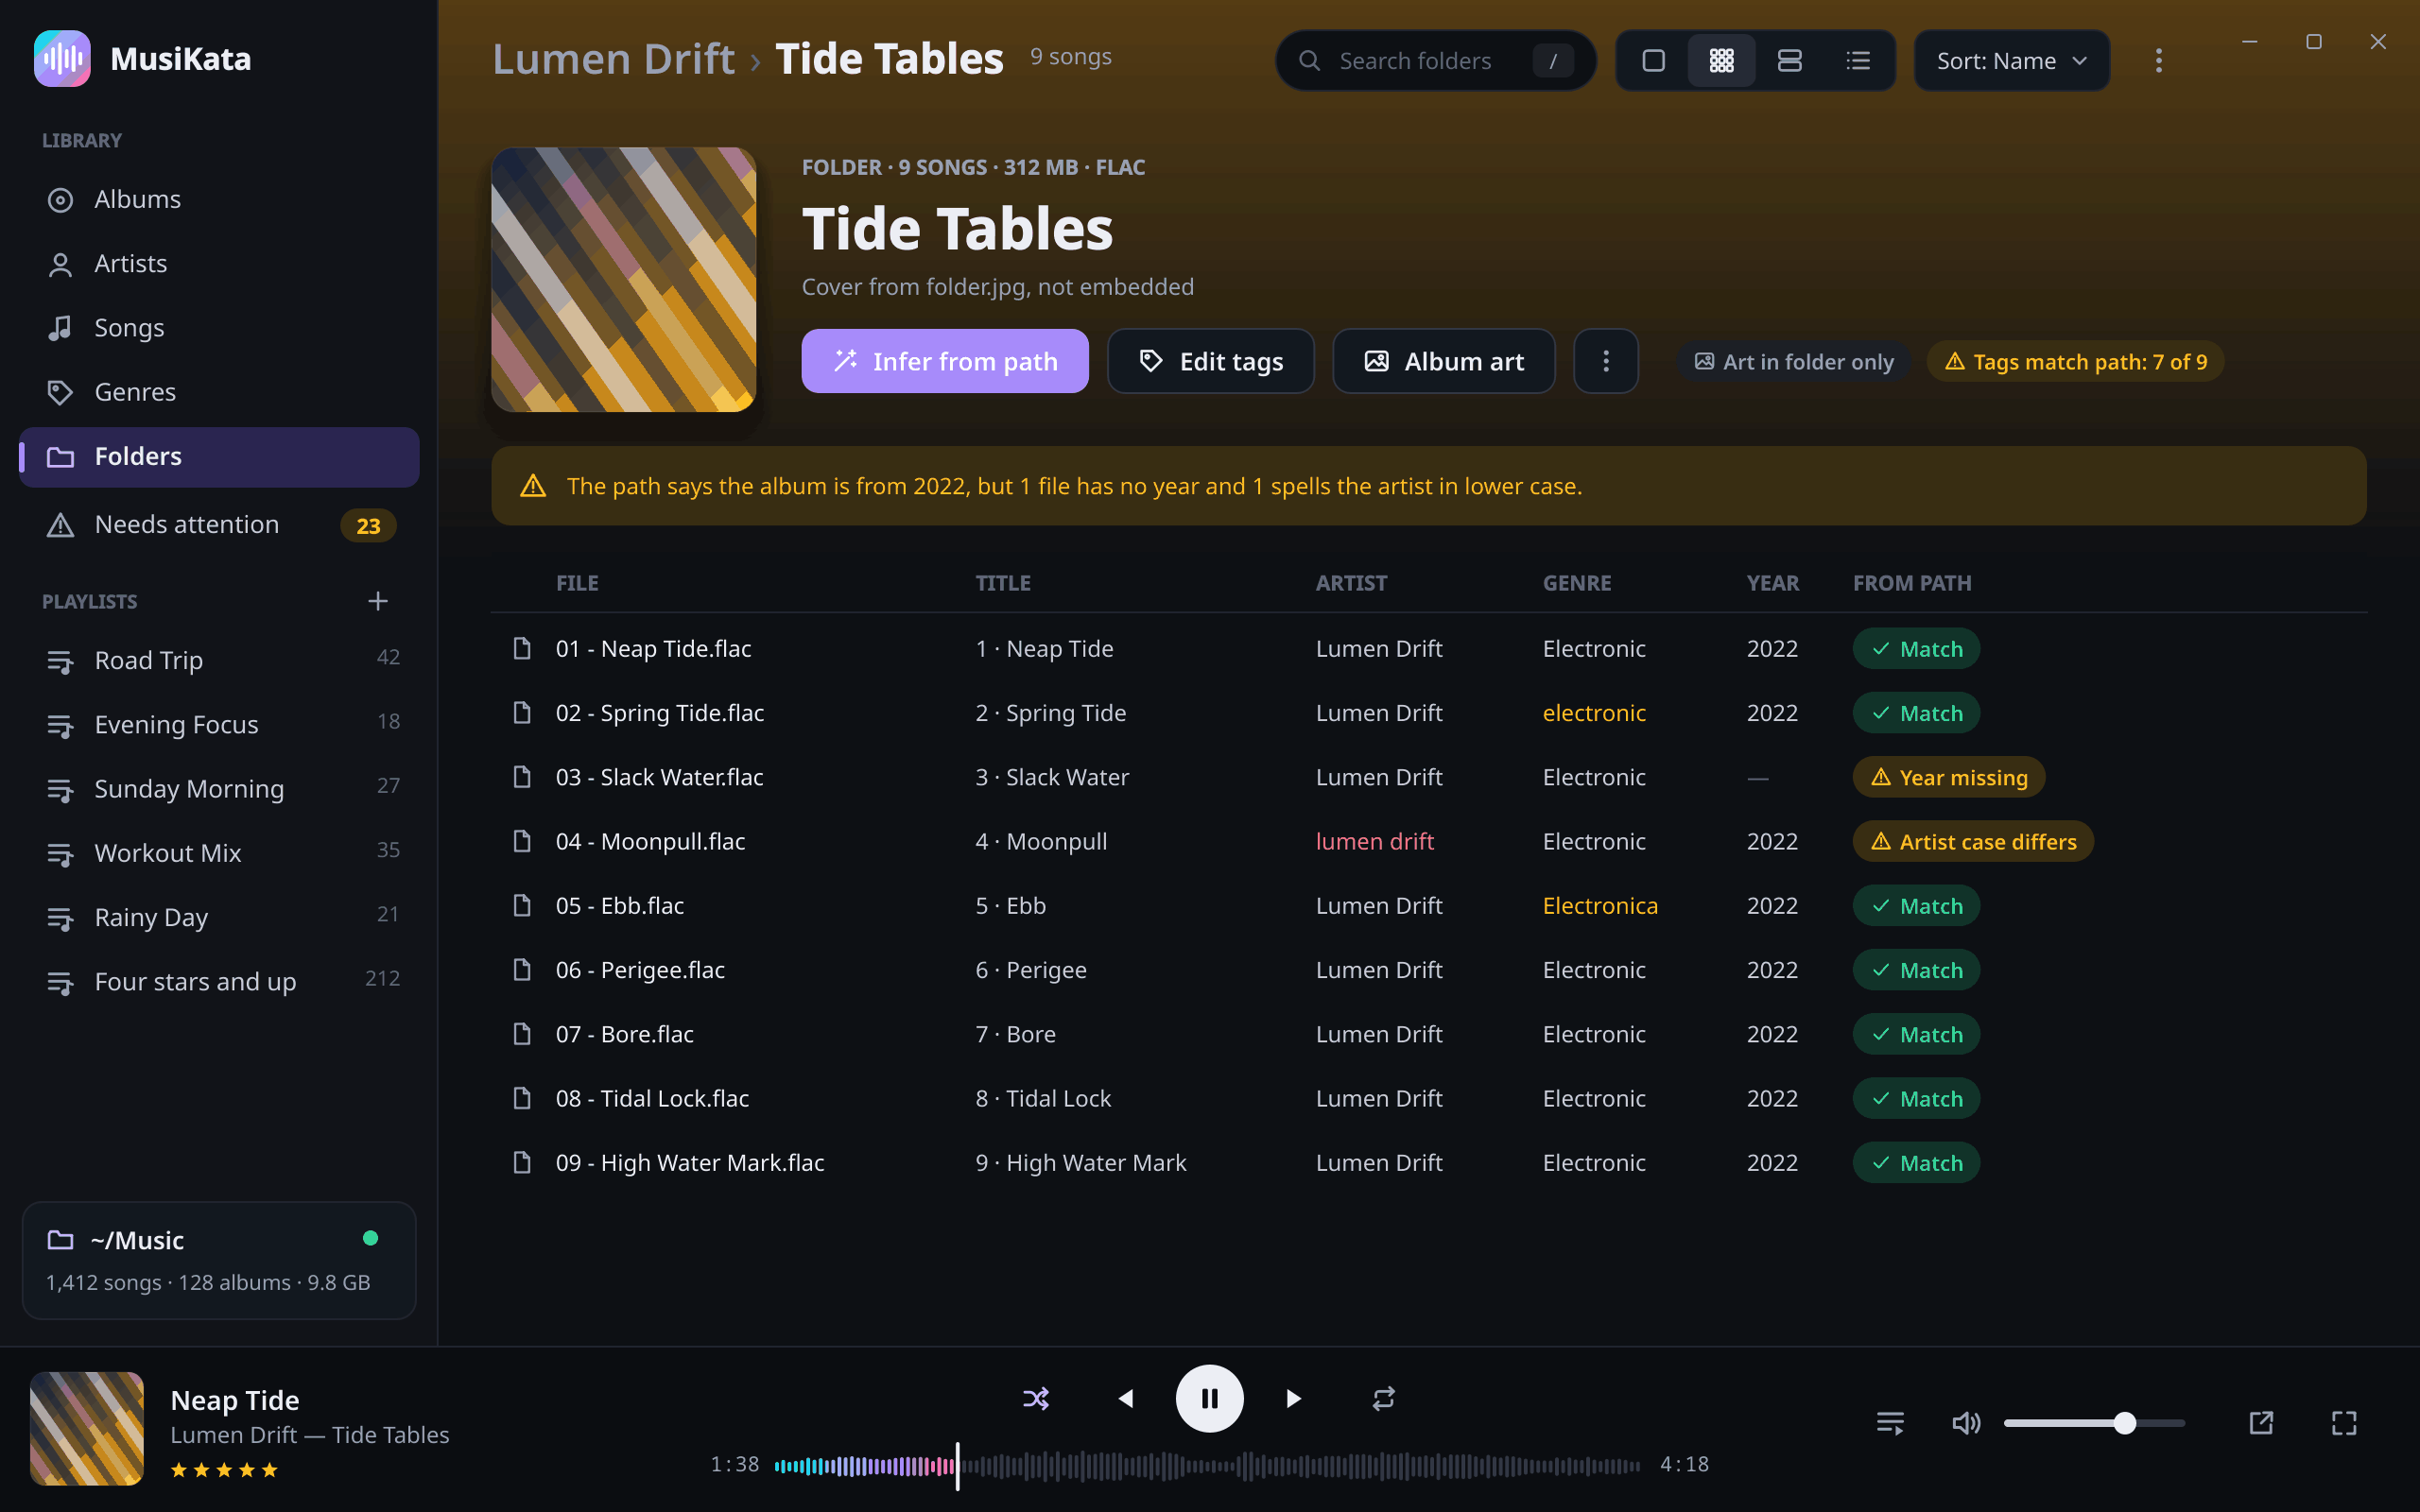 MusiKata
LIBRARY
Albums
Artists
Songs
Genres
Folders
Needs attention 23
PLAYLISTS
Road Trip 42
Evening Focus 18
Sunday Morning 27
Workout Mix 35
Rainy Day 21
Four stars and up 212
~/Music
1,412 songs · 128 albums · 9.8 GB
Lumen Drift › Tide Tables 9 songs
Search folders /
Sort: Name
FOLDER · 9 SONGS · 312 MB · FLAC
Tide Tables
Cover from folder.jpg, not embedded
Infer from path
Edit tags
Album art
Art in folder only
Tags match path: 7 of 9
The path says the album is from 2022, but 1 file has no year and 1 spells the artist in lower case.
FILE TITLE ARTIST GENRE YEAR FROM PATH
01 - Neap Tide.flac 1 · Neap Tide Lumen Drift Electronic 2022 Match
02 - Spring Tide.flac 2 · Spring Tide Lumen Drift electronic 2022 Match
03 - Slack Water.flac 3 · Slack Water Lumen Drift Electronic — Year missing
04 - Moonpull.flac 4 · Moonpull lumen drift Electronic 2022 Artist case differs
05 - Ebb.flac 5 · Ebb Lumen Drift Electronica 2022 Match
06 - Perigee.flac 6 · Perigee Lumen Drift Electronic 2022 Match
07 - Bore.flac 7 · Bore Lumen Drift Electronic 2022 Match
08 - Tidal Lock.flac 8 · Tidal Lock Lumen Drift Electronic 2022 Match
09 - High Water Mark.flac 9 · High Water Mark Lumen Drift Electronic 2022 Match
Neap Tide
Lumen Drift — Tide Tables
1:38
4:18